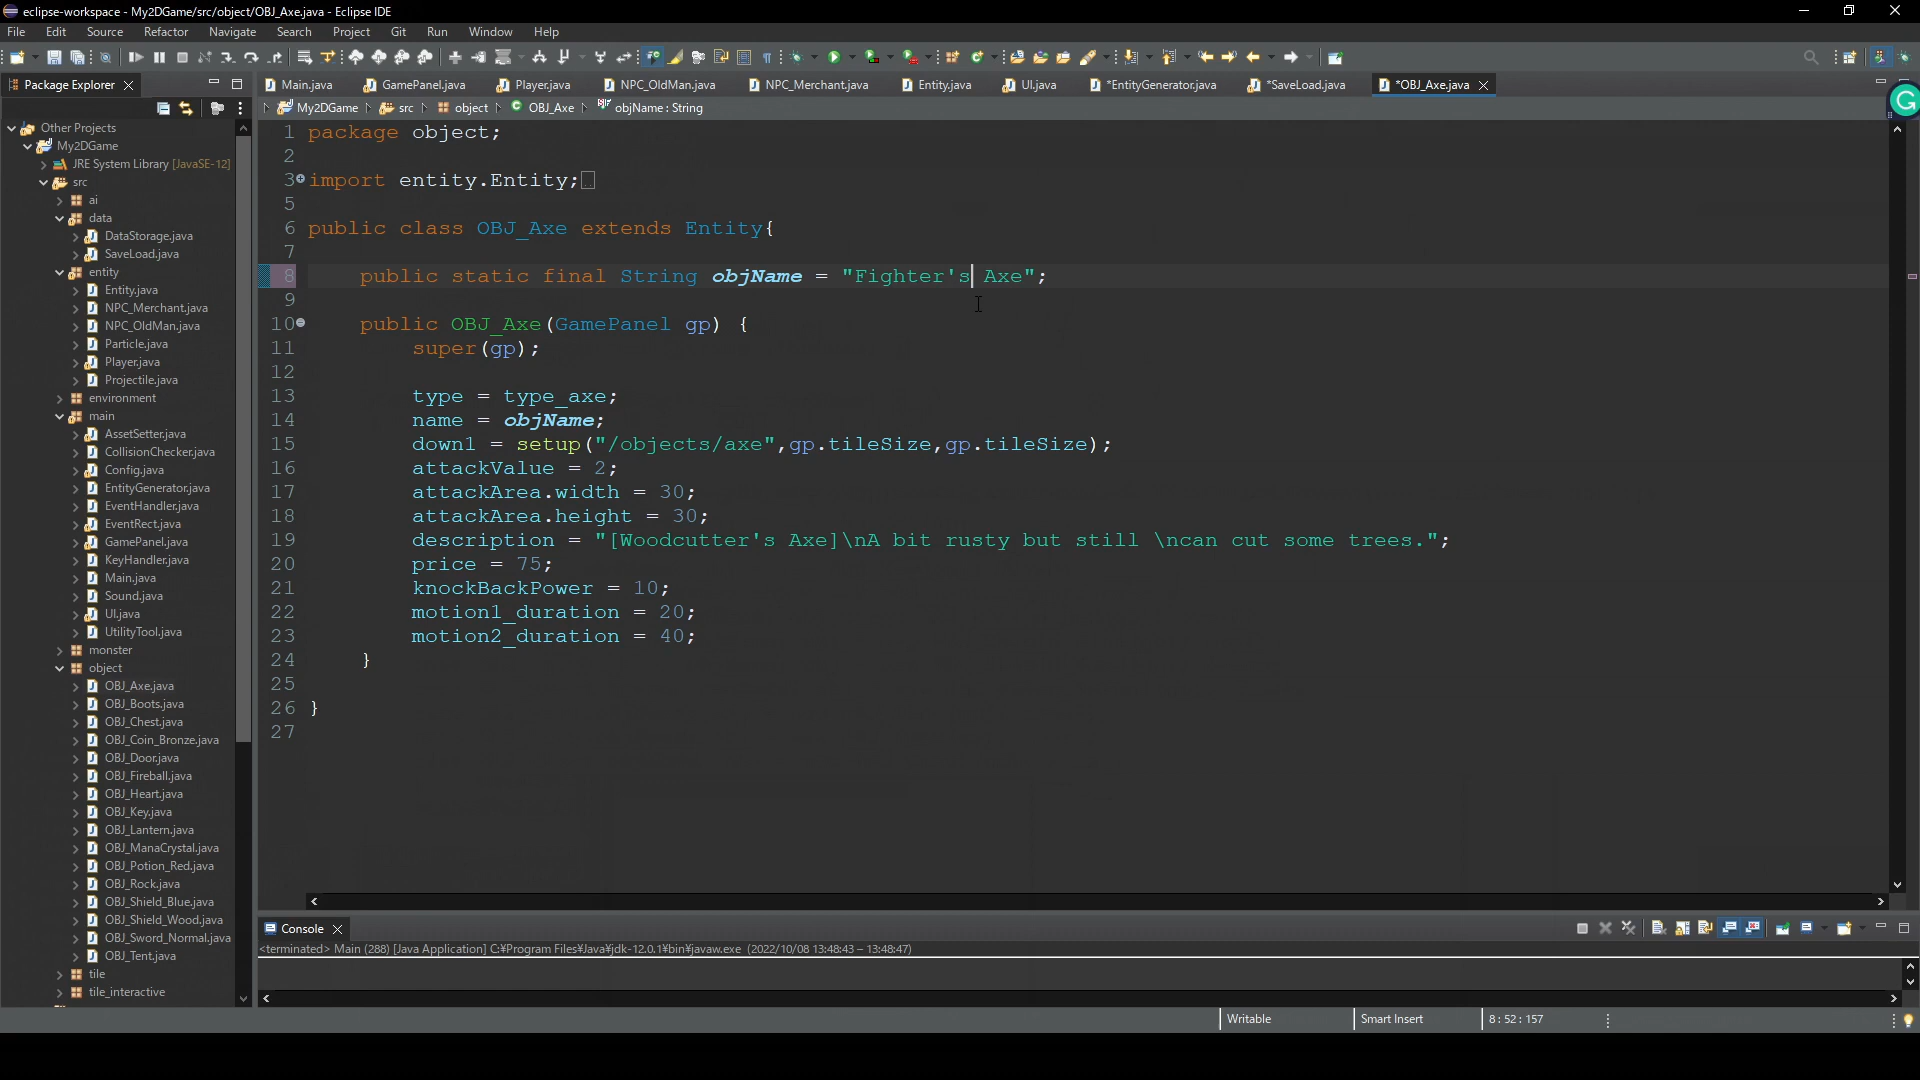 eclipse-workspace - My2DGame/src/object/OBJ_Axe.java - Eclipse IDE
File Edit Source Refactor Navigate Search Project Git Run Window Help
Package Explorer
Main.java GamePanel.java Player.java NPC_OldMan.java NPC_Merchant.java Entity.java UI.java *EntityGenerator.java *SaveLoad.java *OBJ_Axe.java
My2DGame src object OBJ_Axe objName : String
Other Projects
My2DGame
JRE System Library [JavaSE-12]
src
ai
data
DataStorage.java
SaveLoad.java
entity
Entity.java
NPC_Merchant.java
NPC_OldMan.java
Particle.java
Player.java
Projectile.java
environment
main
AssetSetter.java
CollisionChecker.java
Config.java
EntityGenerator.java
EventHandler.java
EventRect.java
GamePanel.java
KeyHandler.java
Main.java
Sound.java
UI.java
UtilityTool.java
monster
object
OBJ_Axe.java
OBJ_Boots.java
OBJ_Chest.java
OBJ_Coin_Bronze.java
OBJ_Door.java
OBJ_Fireball.java
OBJ_Heart.java
OBJ_Key.java
OBJ_Lantern.java
OBJ_ManaCrystal.java
OBJ_Potion_Red.java
OBJ_Rock.java
OBJ_Shield_Blue.java
OBJ_Shield_Wood.java
OBJ_Sword_Normal.java
OBJ_Tent.java
tile
tile_interactive
1 package object;
2
3 import entity.Entity;
5
6 public class OBJ_Axe extends Entity{
7
8 public static final String objName = "Fighter's Axe";
9
10 public OBJ_Axe(GamePanel gp) {
11 super(gp);
12
13 type = type_axe;
14 name = objName;
15 down1 = setup("/objects/axe",gp.tileSize,gp.tileSize);
16 attackValue = 2;
17 attackArea.width = 30;
18 attackArea.height = 30;
19 description = "[Woodcutter's Axe]\nA bit rusty but still \ncan cut some trees.";
20 price = 75;
21 knockBackPower = 10;
22 motion1_duration = 20;
23 motion2_duration = 40;
24 }
25
26 }
27
Console
<terminated> Main (288) [Java Application] C:¥Program Files¥Java¥jdk-12.0.1¥bin¥javaw.exe (2022/10/08 13:48:43 – 13:48:47)
Writable Smart Insert 8 : 52 : 157